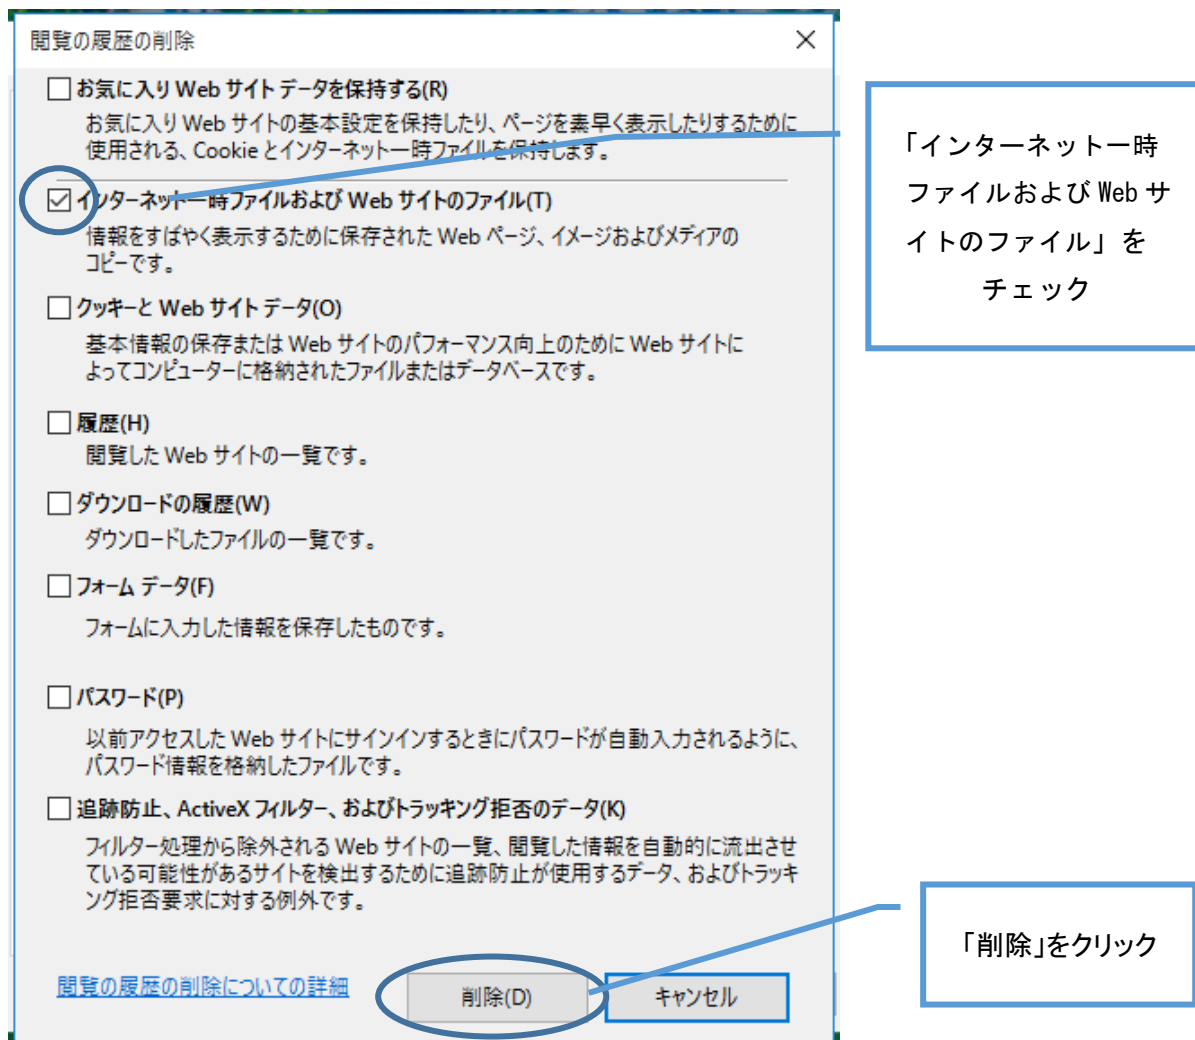 閲覧の履歴の削除
お気に入り Web サイト データを保持する(R)
お気に入り Web サイトの基本設定を保持したり、ページを素早く表示したりするために
使用される、Cookie とインターネット一時ファイルを保持します。
インターネット一時ファイルおよび Web サイトのファイル(T)
情報をすばやく表示するために保存された Web ページ、イメージおよびメディアの
コピーです。
クッキーと Web サイト データ(O)
基本情報の保存または Web サイトのパフォーマンス向上のために Web サイトに
よってコンピューターに格納されたファイルまたはデータベースです。
履歴(H)
閲覧した Web サイトの一覧です。
ダウンロードの履歴(W)
ダウンロードしたファイルの一覧です。
フォーム データ(F)
フォームに入力した情報を保存したものです。
パスワード(P)
以前アクセスした Web サイトにサインインするときにパスワードが自動入力されるように、
パスワード情報を格納したファイルです。
追跡防止、ActiveX フィルター、およびトラッキング拒否のデータ(K)
フィルター処理から除外される Web サイトの一覧、閲覧した情報を自動的に流出させ
ている可能性があるサイトを検出するために追跡防止が使用するデータ、およびトラッキ
ング拒否要求に対する例外です。
閲覧の履歴の削除についての詳細
削除(D)
キャンセル
「インターネット一時
ファイルおよび Web サ
イトのファイル」を
チェック
「削除」をクリック